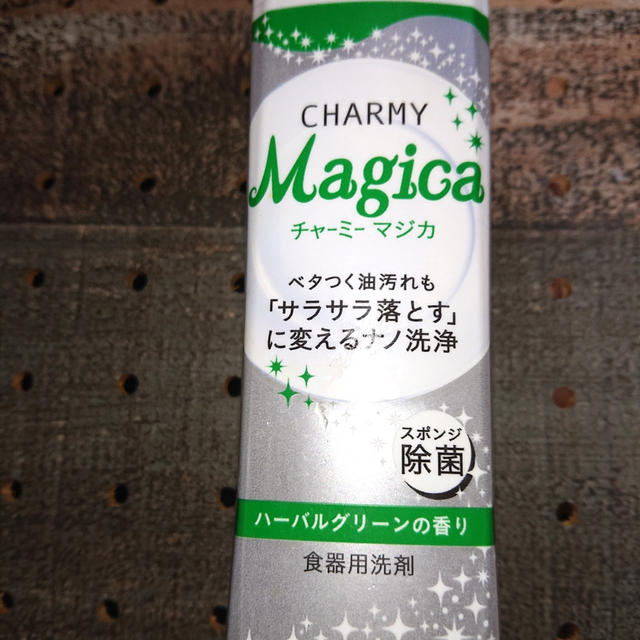 CHARMY
Magica
チャーミー マジカ
ベタつく油汚れも
「サラサラ落とす」
に変えるナノ洗浄
スポンジ
除菌
ハーバルグリーンの香り
食器用洗剤